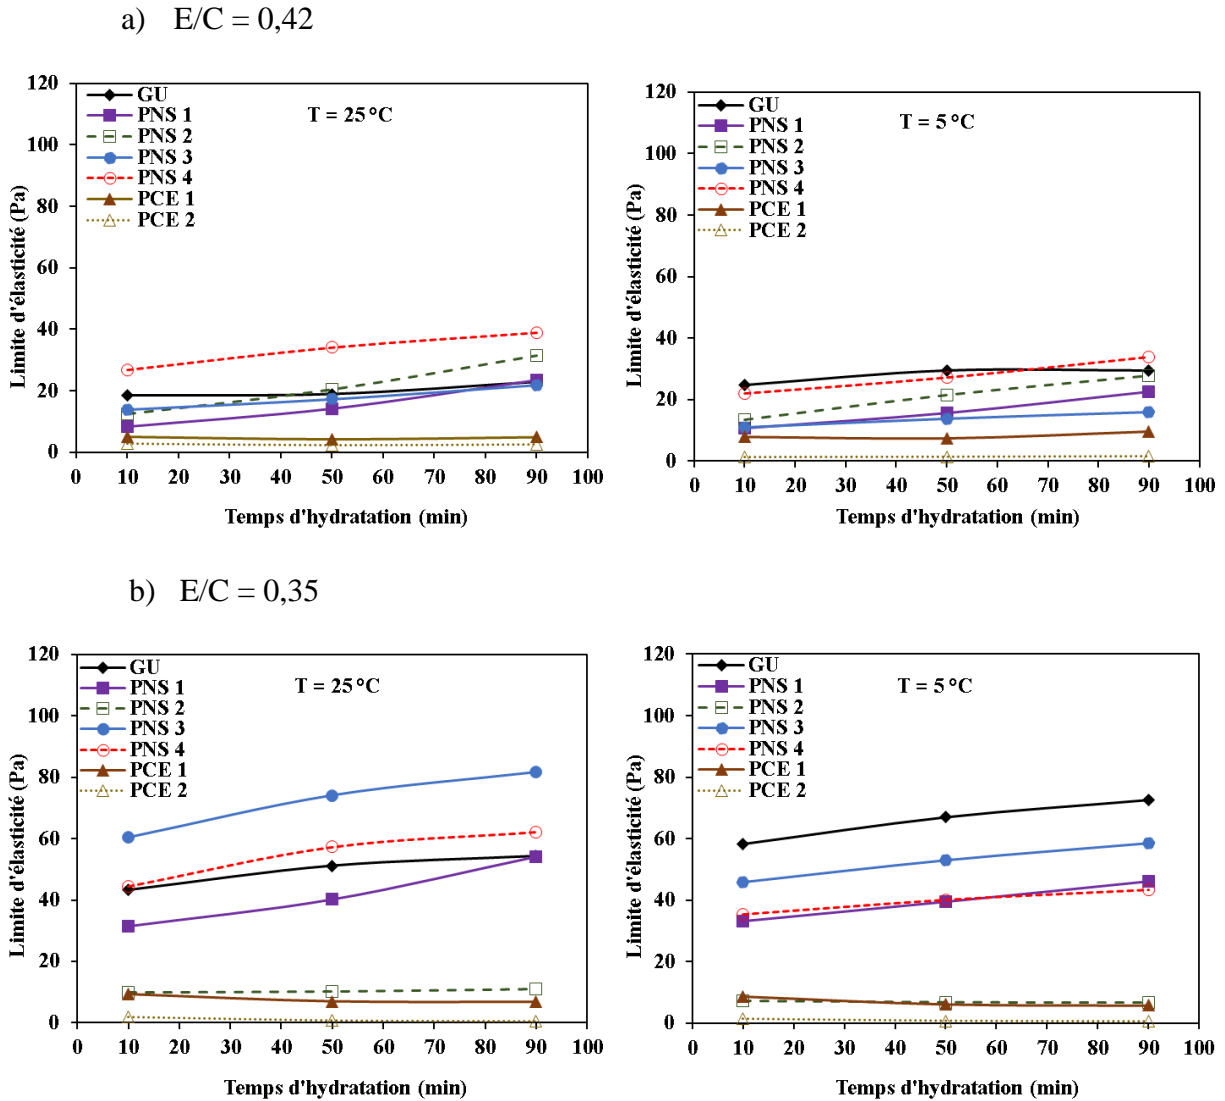 a) E/C = 0,42
120
100
80
60
40
20
0
Limite d'élasticité (Pa)
GU
PNS 1
PNS 2
PNS 3
PNS 4
PCE 1
PCE 2
T = 25 °C
0 10 20 30 40 50 60 70 80 90 100
Temps d'hydratation (min)
120
100
80
60
40
20
0
Limite d'élasticité (Pa)
GU
PNS 1
PNS 2
PNS 3
PNS 4
PCE 1
PCE 2
T = 5 °C
0 10 20 30 40 50 60 70 80 90 100
Temps d'hydratation (min)
b) E/C = 0,35
120
100
80
60
40
20
0
Limite d'élasticité (Pa)
GU
PNS 1
PNS 2
PNS 3
PNS 4
PCE 1
PCE 2
T = 25 °C
0 10 20 30 40 50 60 70 80 90 100
Temps d'hydratation (min)
120
100
80
60
40
20
0
Limite d'élasticité (Pa)
GU
PNS 1
PNS 2
PNS 3
PNS 4
PCE 1
PCE 2
T = 5 °C
0 10 20 30 40 50 60 70 80 90 100
Temps d'hydratation (min)